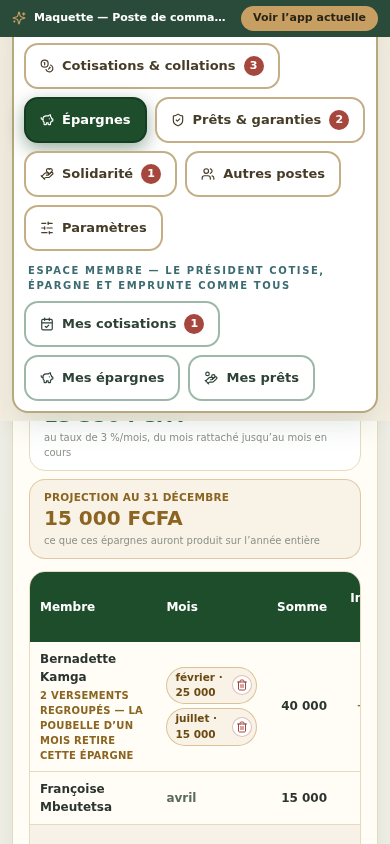 Maquette — Poste de comma...
Voir l'app actuelle
Cotisations & collations 3
Épargnes
Prêts & garanties 2
Solidarité 1
Autres postes
Paramètres
ESPACE MEMBRE — LE PRÉSIDENT COTISE,
ÉPARGNE ET EMPRUNTE COMME TOUS
Mes cotisations 1
Mes épargnes
Mes prêts
au taux de 3 %/mois, du mois rattaché jusqu'au mois en
cours
PROJECTION AU 31 DÉCEMBRE
15 000 FCFA
ce que ces épargnes auront produit sur l'année entière
Membre Mois Somme
Bernadette
Kamga
2 VERSEMENTS
REGROUPÉS — LA
POUBELLE D'UN
MOIS RETIRE
CETTE ÉPARGNE
février ·
25 000
juillet ·
15 000
40 000
Françoise
Mbeutetsa
avril
15 000